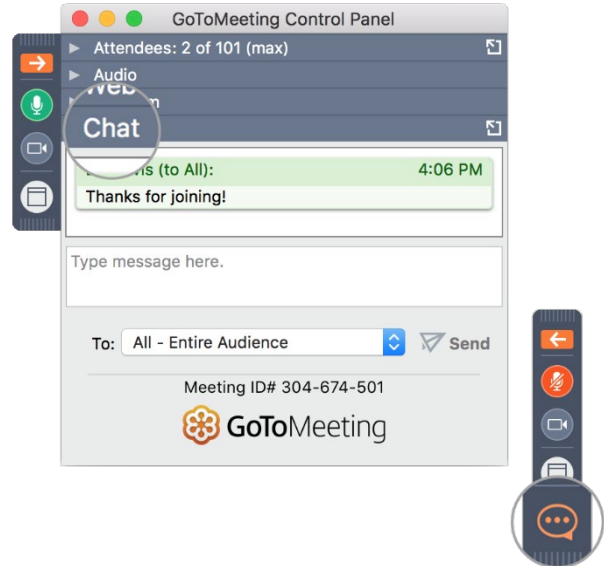 GoToMeeting Control Panel
Attendees: 2 of 101 (max)
Audio
Chat
(to All): 4:06 PM
Thanks for joining!
Type message here.
To: All - Entire Audience Send
Meeting ID# 304-674-501
GoToMeeting